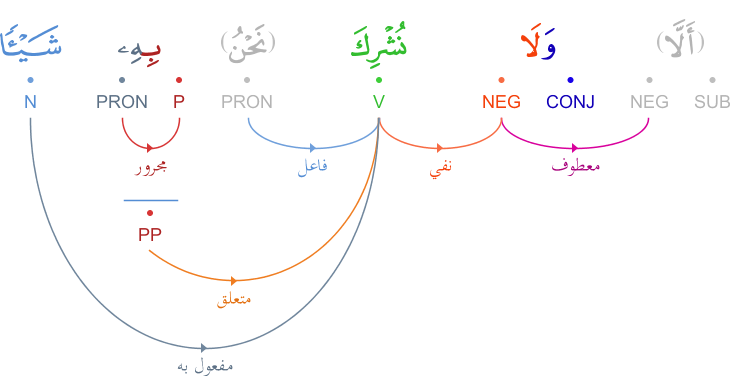 (أَلَّا) وَلَا نُشْرِكَ (نَحْنُ) بِهِۦ شَيْـًٔا
SUB NEG CONJ NEG V PRON P PRON N
معطوف نفي فاعل مجرور
PP
متعلق
مفعول به